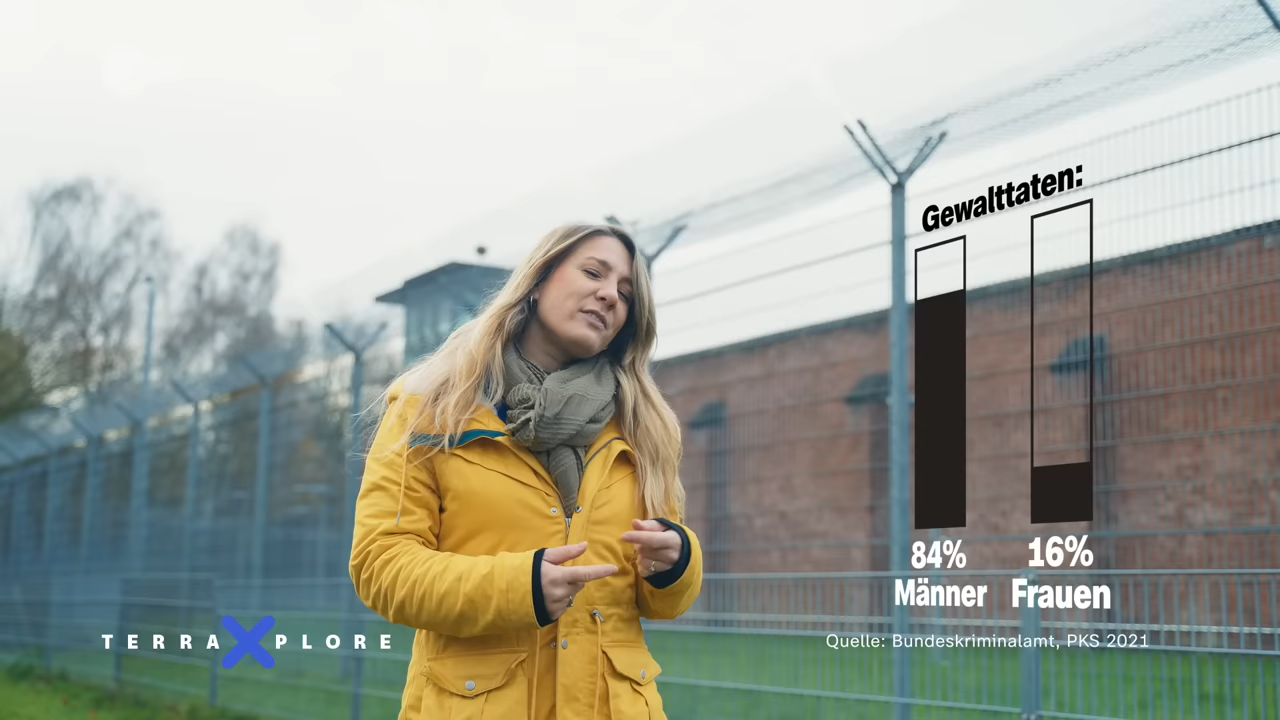 Gewalttaten:
84% 16%
Männer Frauen
TERRA X PLORE
Quelle: Bundeskriminalamt, PKS 2021